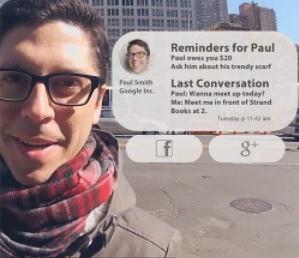 Reminders for Paul
Paul owes you $20
Ask him about his trendy scarf
Paul Smith
Google Inc.
Last Conversation
Paul: Wanna meet up today?
Me: Meet me in front of Strand
Books at 2.
Tuesday @ 11:42 am
f
g+